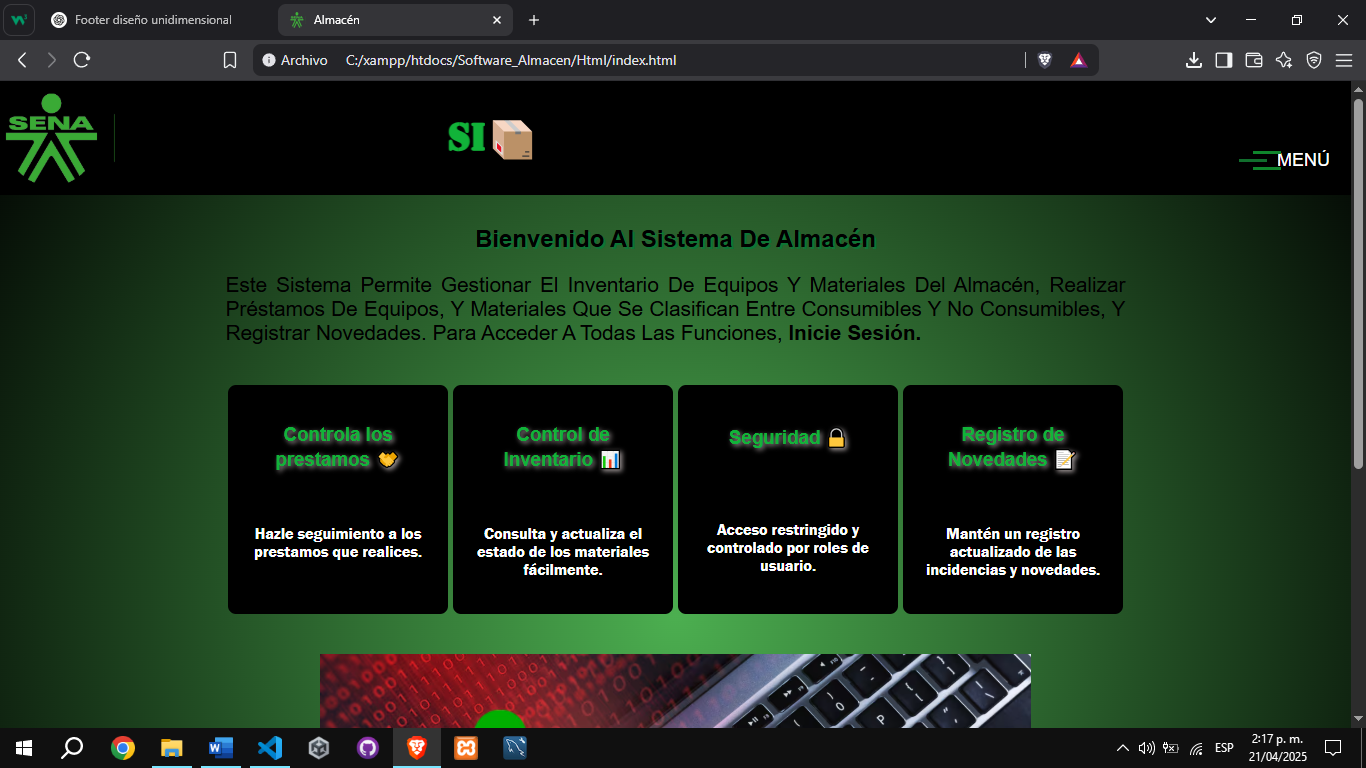 Footer diseño unidimensional
Almacén
Archivo C:/xampp/htdocs/Software_Almacen/Html/index.html
SENA
SI
MENÚ
Bienvenido Al Sistema De Almacén
Este Sistema Permite Gestionar El Inventario De Equipos Y Materiales Del Almacén, Realizar
Préstamos De Equipos, Y Materiales Que Se Clasifican Entre Consumibles Y No Consumibles, Y
Registrar Novedades. Para Acceder A Todas Las Funciones, Inicie Sesión.
Controla los
prestamos 🤝
Hazle seguimiento a los
prestamos que realices.
Control de
Inventario 📊
Consulta y actualiza el
estado de los materiales
fácilmente.
Seguridad 🔒
Acceso restringido y
controlado por roles de
usuario.
Registro de
Novedades 📝
Mantén un registro
actualizado de las
incidencias y novedades.
ESP
2:17 p. m.
21/04/2025